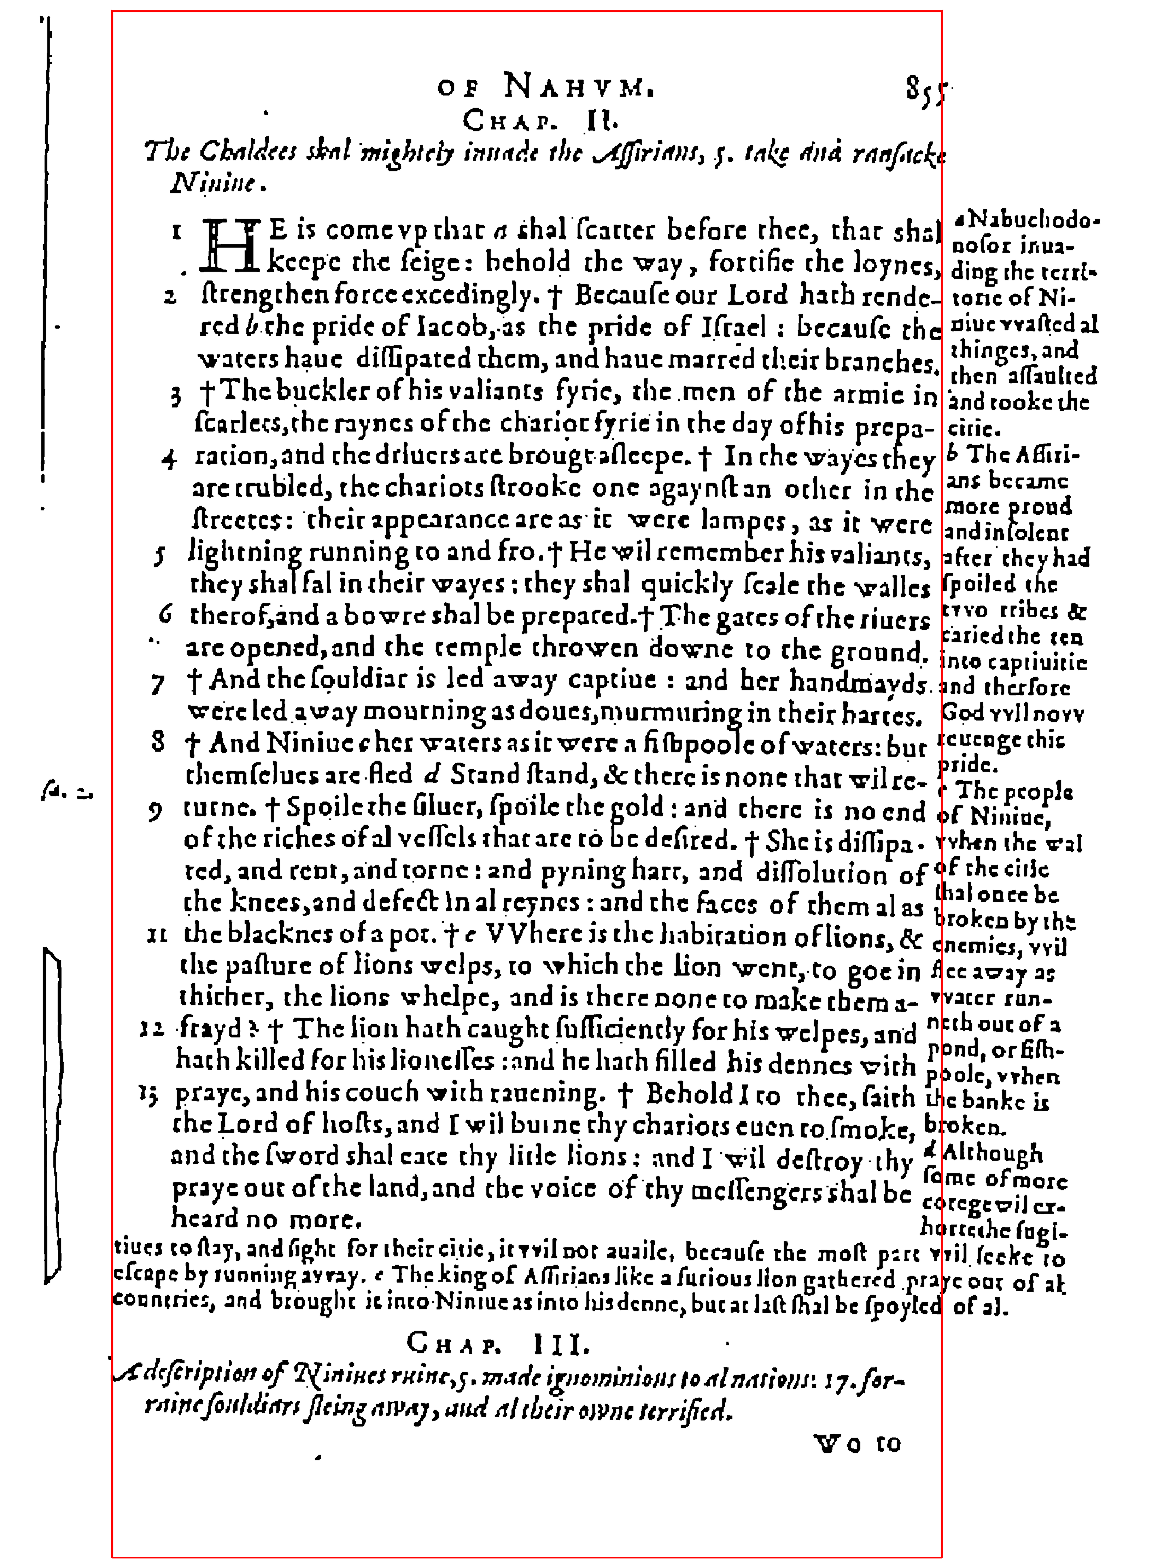 OF NAHVM. 855
CHAP. II.
The Chaldees shal mightely inuade the Assirians, 5. take and ransacke
Niniue.
1 HE is come vp that a shal scatter before thee, that shal
keepe the seige: behold the way, fortifie the loynes,
2 strengthen force excedingly. † Because our Lord hath rende-
red b the pride of Iacob, as the pride of Israel : because the
waters haue dissipated them, and haue marred their branches.
3 † The buckler of his valiants fyrie, the men of the armie in
scarlets, the raynes of the chariot fyrie in the day of his prepa-
4 ration, and the driuers are brougt asleepe. † In the wayes they
are trubled, the chariots strooke one agaynst an other in the
streetes: their appearance are as it were lampes, as it were
5 lightning running to and fro. † He wil remember his valiants,
they shal fal in their wayes : they shal quickly scale the walles
6 therof, and a bowre shal be prepared. † The gates of the riuers
are opened, and the temple throwen downe to the ground.
7 † And the souldiar is led away captiue : and her handmayds
were led away mourning as doues, murmuring in their hartes.
8 † And Niniue c her waters as it were a fishpoole of waters: but
themselues are fled d Stand stand, & there is none that wil re-
9 turne. † Spoile the siluer, spoile the gold : and there is no end
of the riches of al vessels that are to be desired. † She is dissipa-
ted, and rent, and torne : and pyning hart, and dissolution of
the knees, and defect in al reynes : and the faces of them al as
11 the blacknes of a pot. † e VVhere is the habitation of lions, &
the pasture of lions welps, to which the lion went, to goe in
thither, the lions whelpe, and is there none to make them a-
12 frayd ? † The lion hath caught sufficiently for his welpes, and
hath killed for his lionesses : and he hath filled his dennes with
13 praye, and his couch with rauening. † Behold I to thee, saith
the Lord of hosts, and I wil burne thy chariots euen to smoke,
and the sword shal eate thy litle lions : and I wil destroy thy
praye out of the land, and the voice of thy messengers shal be
heard no more.
a Nabuchodo-
nosor inua-
ding the terri-
torie of Ni-
niue vvasted al
thinges, and
then assaulted
and tooke the
citie.
b The Assiri-
ans became
more proud
and insolent
after they had
spoiled the
tvvo tribes &
caried the ten
into captiuitie
and therfore
God vvil novv
reuenge this
pride.
c The people
of Niniue,
vvhen the wal
of the citie
shal once be
broken by the
enemies, vvil
flee away as
vvater run-
neth out of a
pond, or fish-
poole, vvhen
the banke is
broken.
d Although
some of more
corege wil ex-
horte the fugi-
tiues to stay, and fight for their citie, it vvil not auaile, because the most part vvil seeke to
escape by running avvay. e The king of Assirians like a furious lion gathered praye out of al
countries, and brought it into Niniue as into his denne, but at last shal be spoyled of al.
CHAP. III.
A description of Niniues ruine, 5. made ignominious to al nations: 17. for-
raine souldiars fleing away, and al their owne terrified.
Wo to